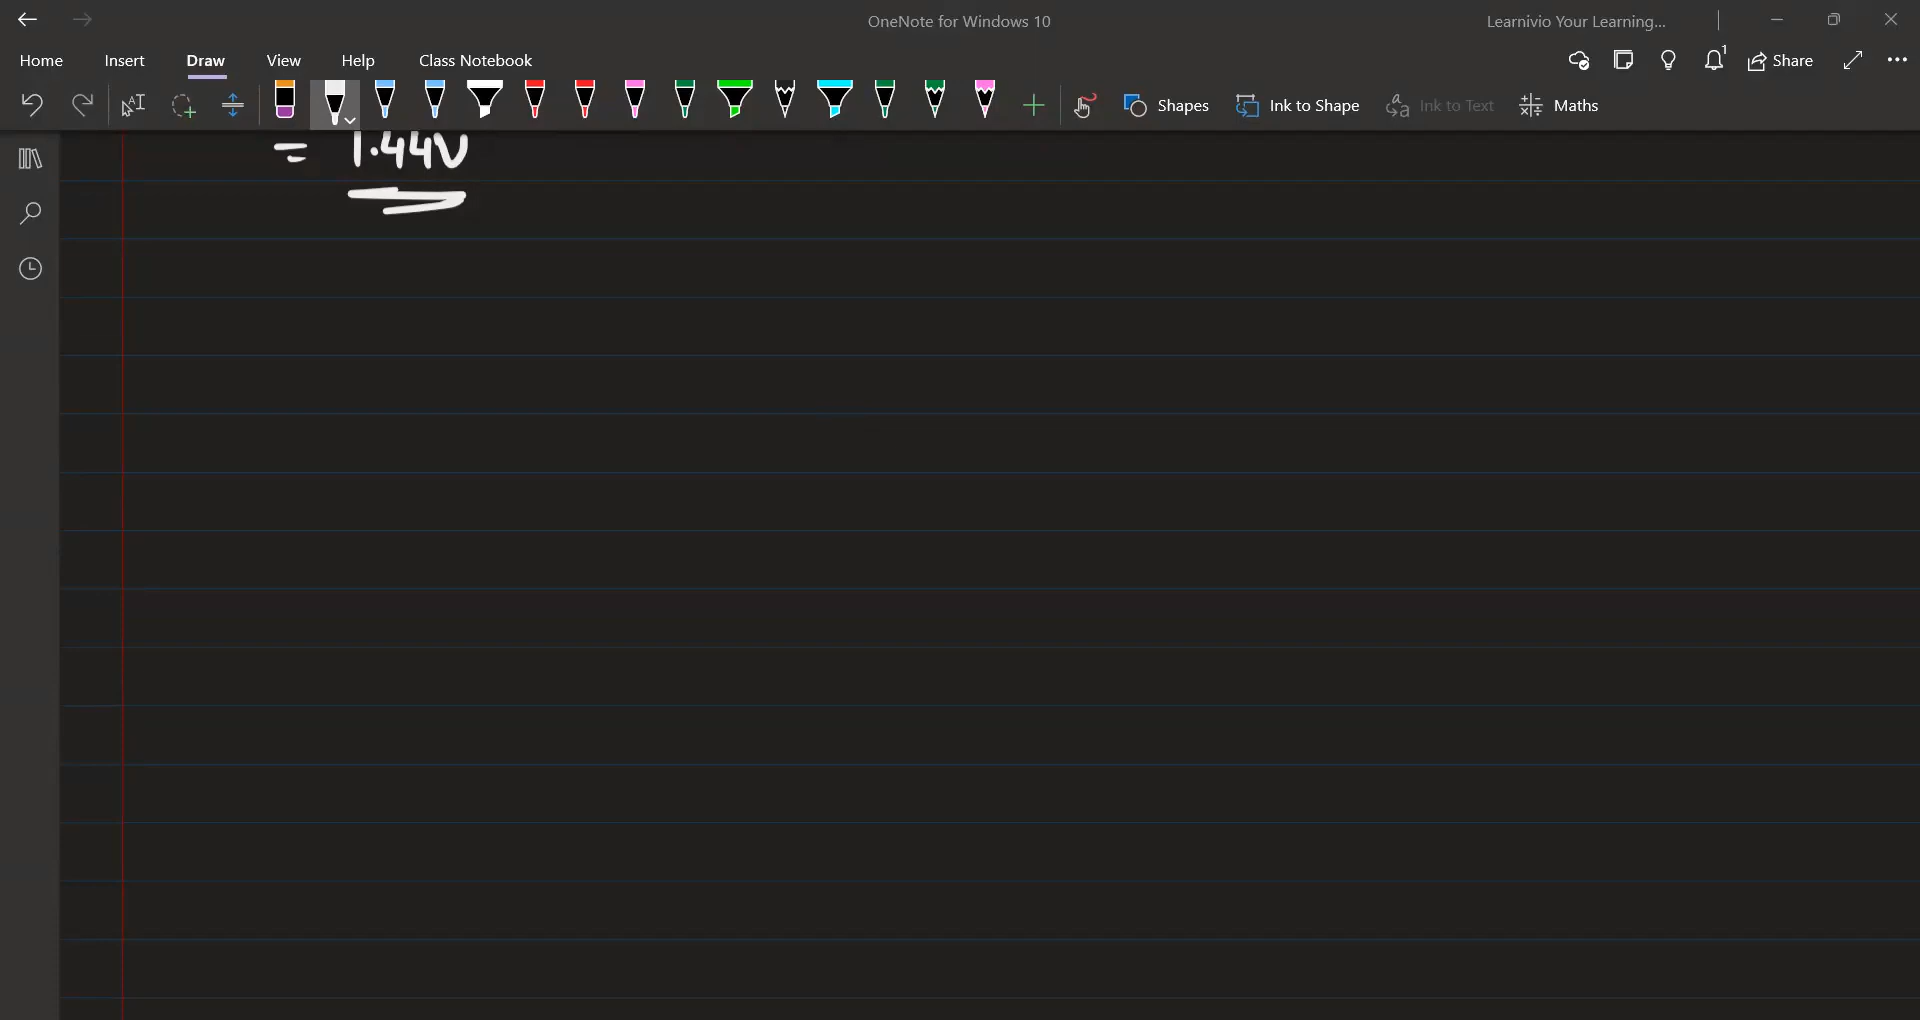 OneNote for Windows 10
Learnivio Your Learning...
Home Insert Draw View Help Class Notebook
1 Share
Shapes Ink to Shape Ink to Text Maths
= 1.44V